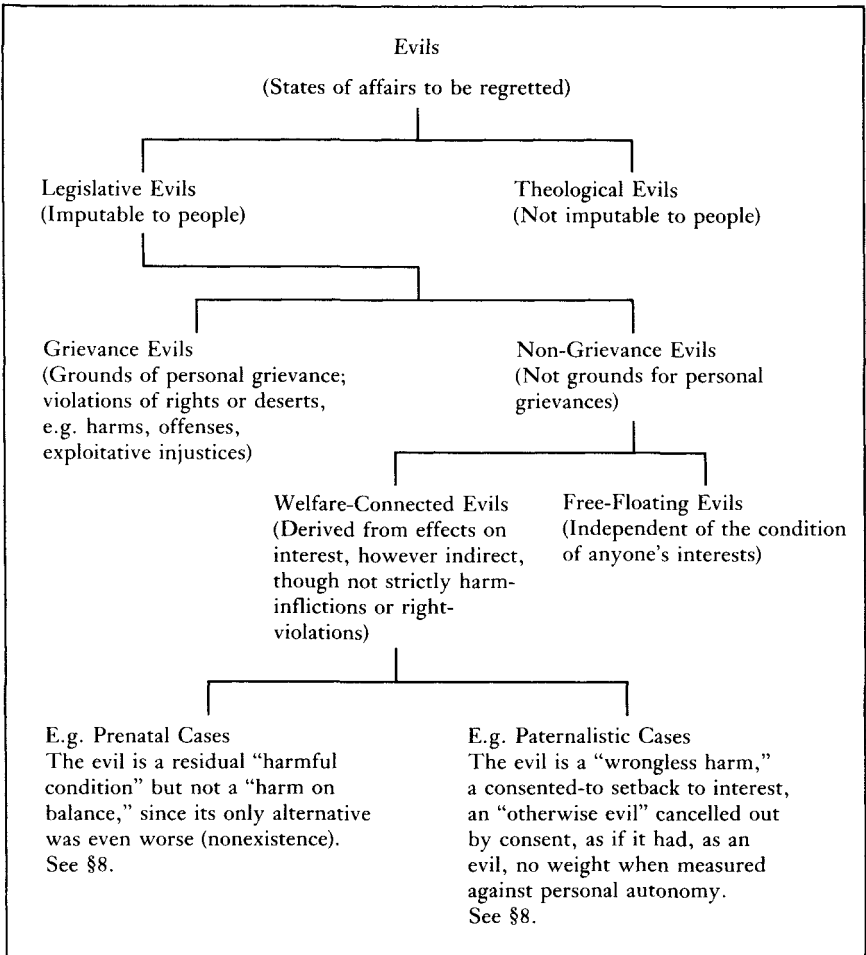 Evils
(States of affairs to be regretted)
Legislative Evils
(Imputable to people)
Theological Evils
(Not imputable to people)
Grievance Evils
(Grounds of personal grievance;
violations of rights or deserts,
e.g. harms, offenses,
exploitative injustices)
Non-Grievance Evils
(Not grounds for personal
grievances)
Welfare-Connected Evils
(Derived from effects on
interest, however indirect,
though not strictly harm-
inflictions or right-
violations)
Free-Floating Evils
(Independent of the condition
of anyone's interests)
E.g. Prenatal Cases
The evil is a residual “harmful
condition” but not a “harm on
balance,” since its only alternative
was even worse (nonexistence).
See §8.
E.g. Paternalistic Cases
The evil is a “wrongless harm,”
a consented-to setback to interest,
an “otherwise evil” cancelled out
by consent, as if it had, as an
evil, no weight when measured
against personal autonomy.
See §8.